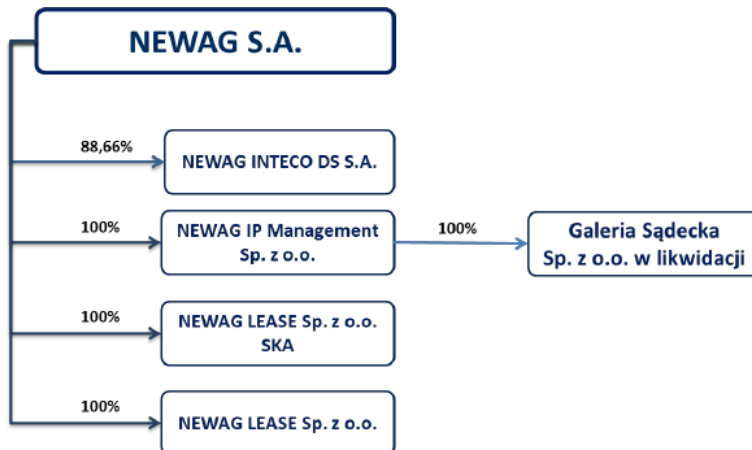 NEWAG S.A.
88,66%
NEWAG INTECO DS S.A.
100%
NEWAG IP Management
Sp. z o.o.
100%
Galeria Sądecka
Sp. z o.o. w likwidacji
100%
NEWAG LEASE Sp. z o.o.
SKA
100%
NEWAG LEASE Sp. z o.o.